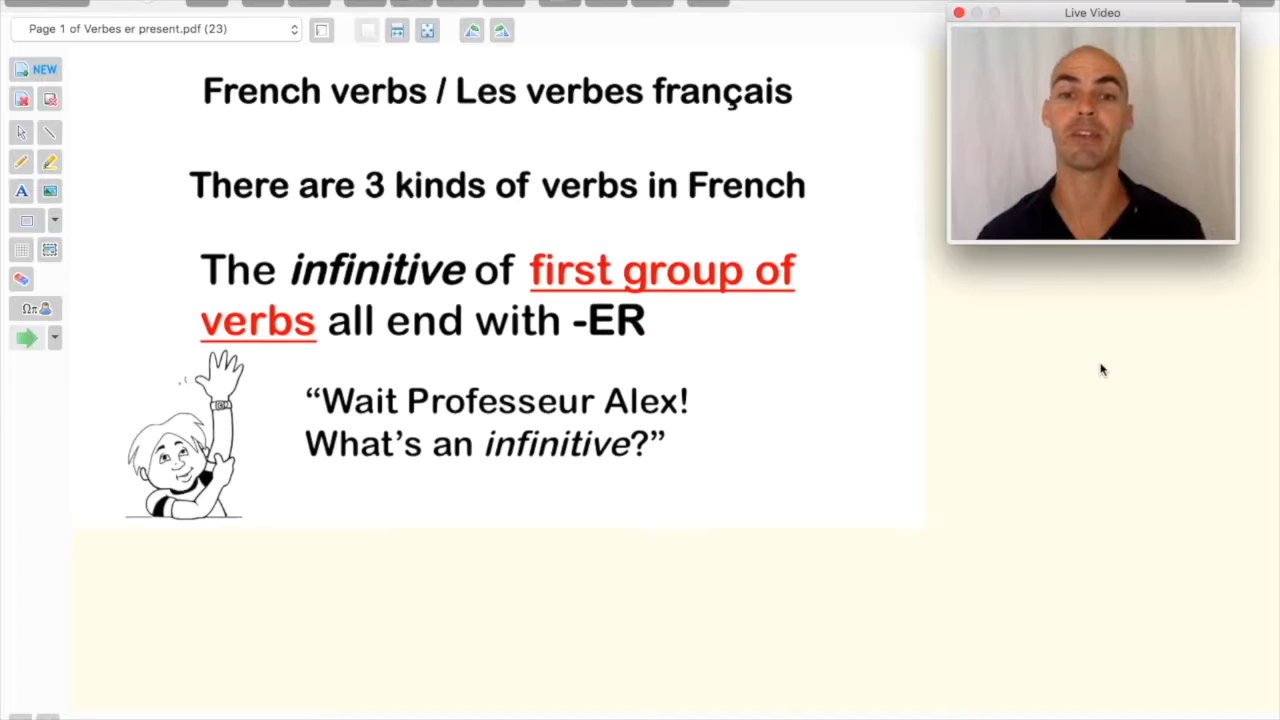 Page 1 of Verbes er present.pdf (23)
Live Video
NEW
French verbs / Les verbes français
There are 3 kinds of verbs in French
The infinitive of first group of
verbs all end with -ER
A
Ωπ
“Wait Professeur Alex!
What’s an infinitive?”